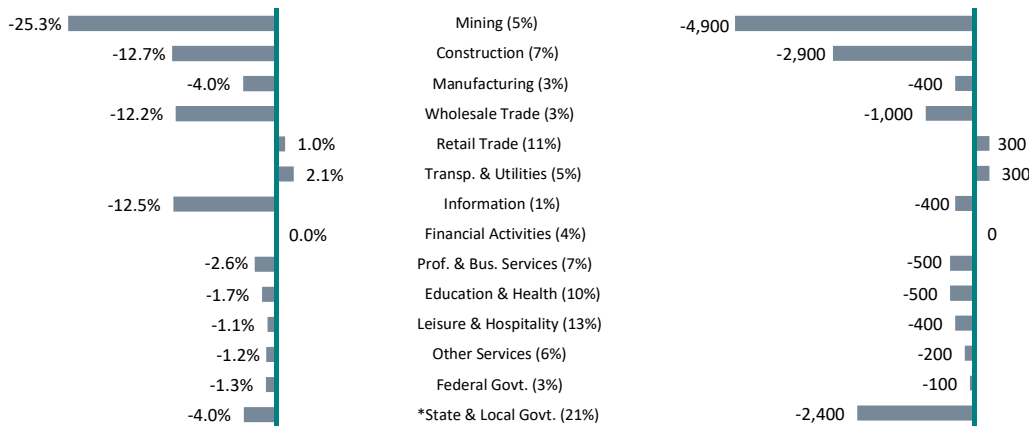 -25.3% Mining (5%) -4,900
-12.7% Construction (7%) -2,900
-4.0% Manufacturing (3%) -400
-12.2% Wholesale Trade (3%) -1,000
1.0% Retail Trade (11%) 300
2.1% Transp. & Utilities (5%) 300
-12.5% Information (1%) -400
0.0% Financial Activities (4%) 0
-2.6% Prof. & Bus. Services (7%) -500
-1.7% Education & Health (10%) -500
-1.1% Leisure & Hospitality (13%) -400
-1.2% Other Services (6%) -200
-1.3% Federal Govt. (3%) -100
-4.0% *State & Local Govt. (21%) -2,400